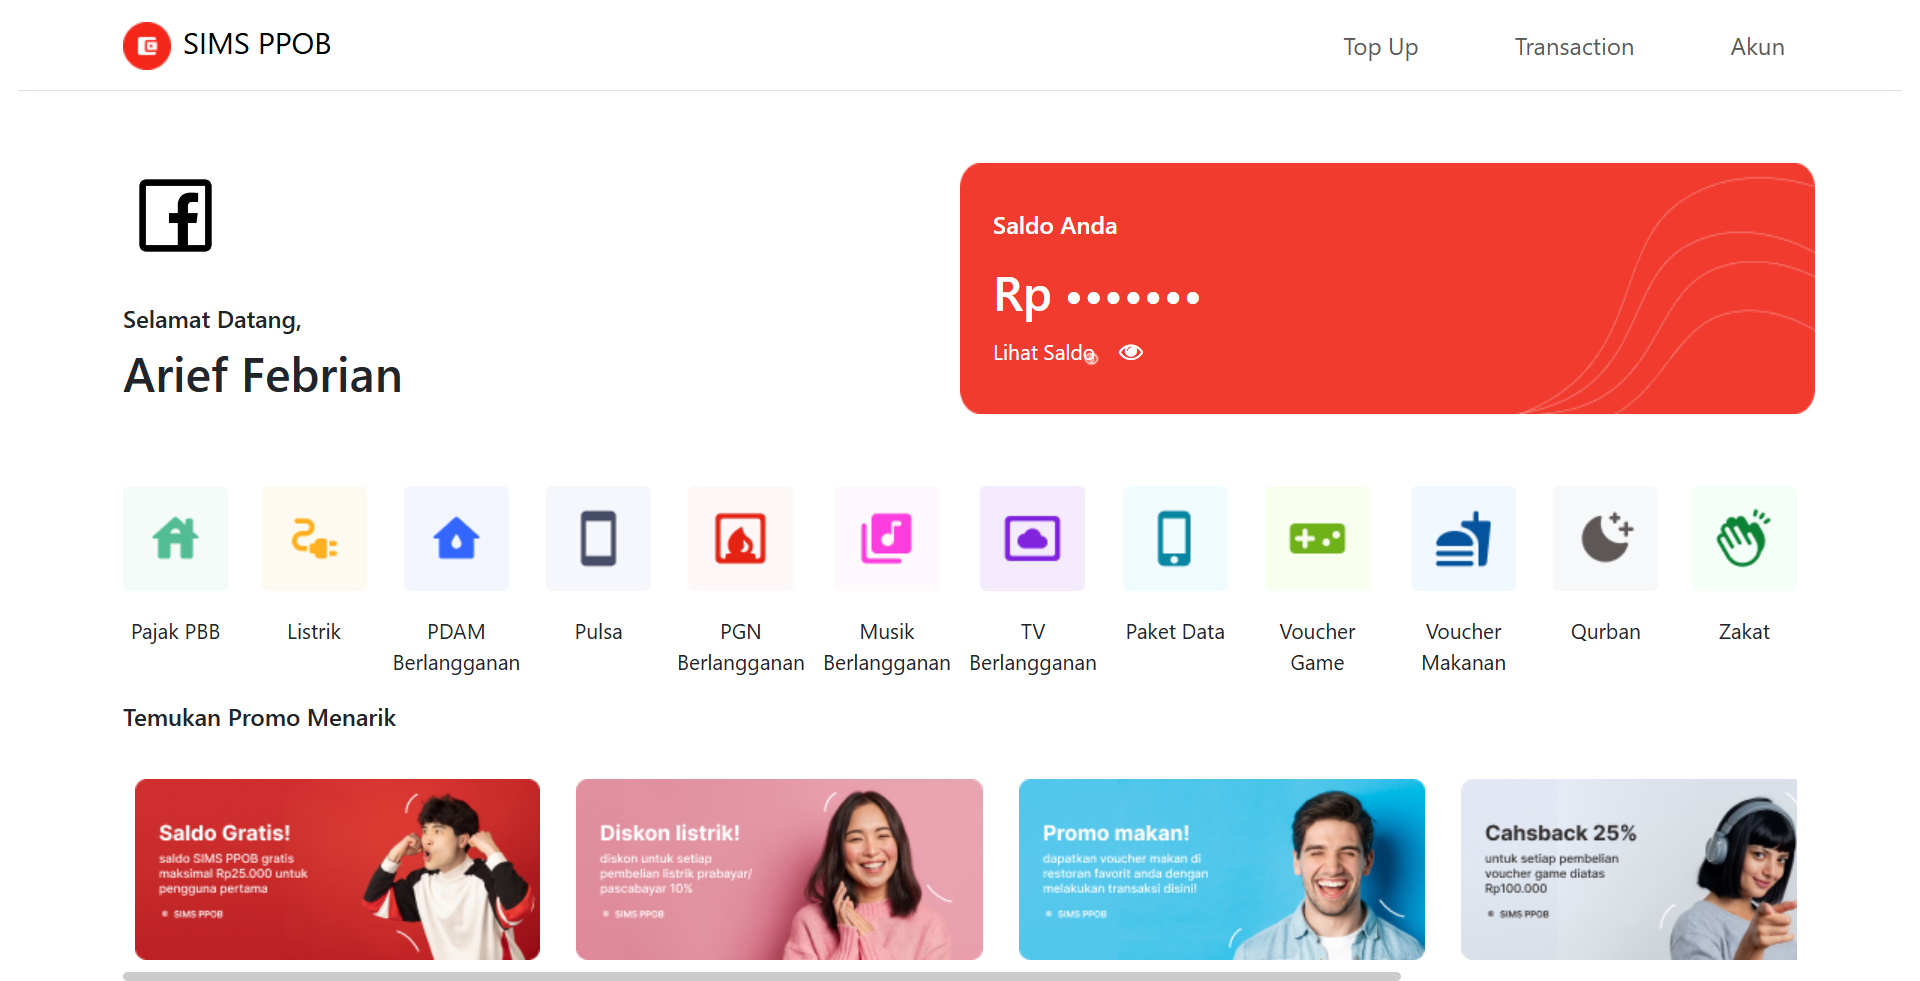 SIMS PPOB
Top Up
Transaction
Akun
Selamat Datang,
Arief Febrian
Saldo Anda
Rp •••••••
Lihat Saldo
Pajak PBB
Listrik
PDAM
Berlangganan
Pulsa
PGN
Berlangganan
Musik
Berlangganan
TV
Berlangganan
Paket Data
Voucher
Game
Voucher
Makanan
Qurban
Zakat
Temukan Promo Menarik
Saldo Gratis!
saldo SIMS PPOB gratis
maksimal Rp25.000 untuk
pengguna pertama
SIMS PPOB
Diskon listrik!
diskon untuk setiap
pembelian listrik prabayar/
pascabayar 10%
SIMS PPOB
Promo makan!
dapatkan voucher makan di
restoran favorit anda dengan
melakukan transaksi disini!
SIMS PPOB
Cahsback 25%
untuk setiap pembelian
voucher game diatas
Rp100.000
SIMS PPOB